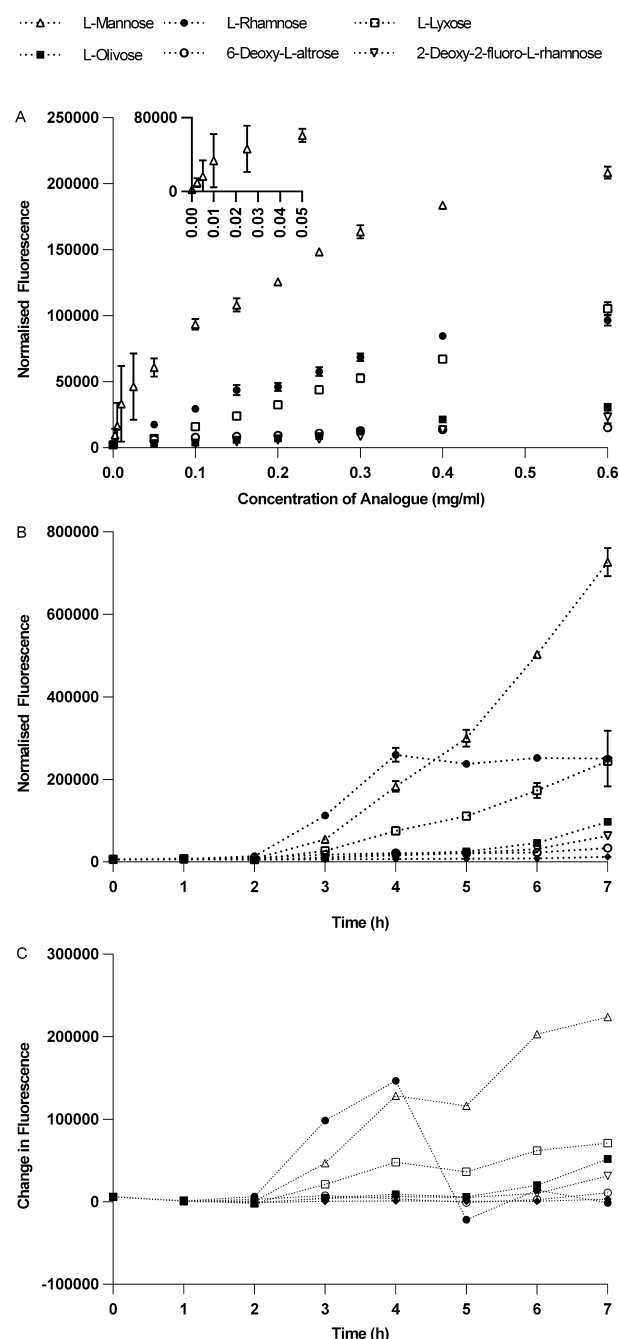 L-Mannose L-Rhamnose L-Lyxose
L-Olivose 6-Deoxy-L-altrose 2-Deoxy-2-fluoro-L-rhamnose
A
250000
200000
150000
100000
50000
0
Normalised Fluorescence
80000
0
0.00 0.01 0.02 0.03 0.04 0.05
0.0 0.1 0.2 0.3 0.4 0.5 0.6
Concentration of Analogue (mg/ml)
B
800000
600000
400000
200000
0
Normalised Fluorescence
0 1 2 3 4 5 6 7
Time (h)
C
300000
200000
100000
0
-100000
Change in Fluorescence
0 1 2 3 4 5 6 7
Time (h)